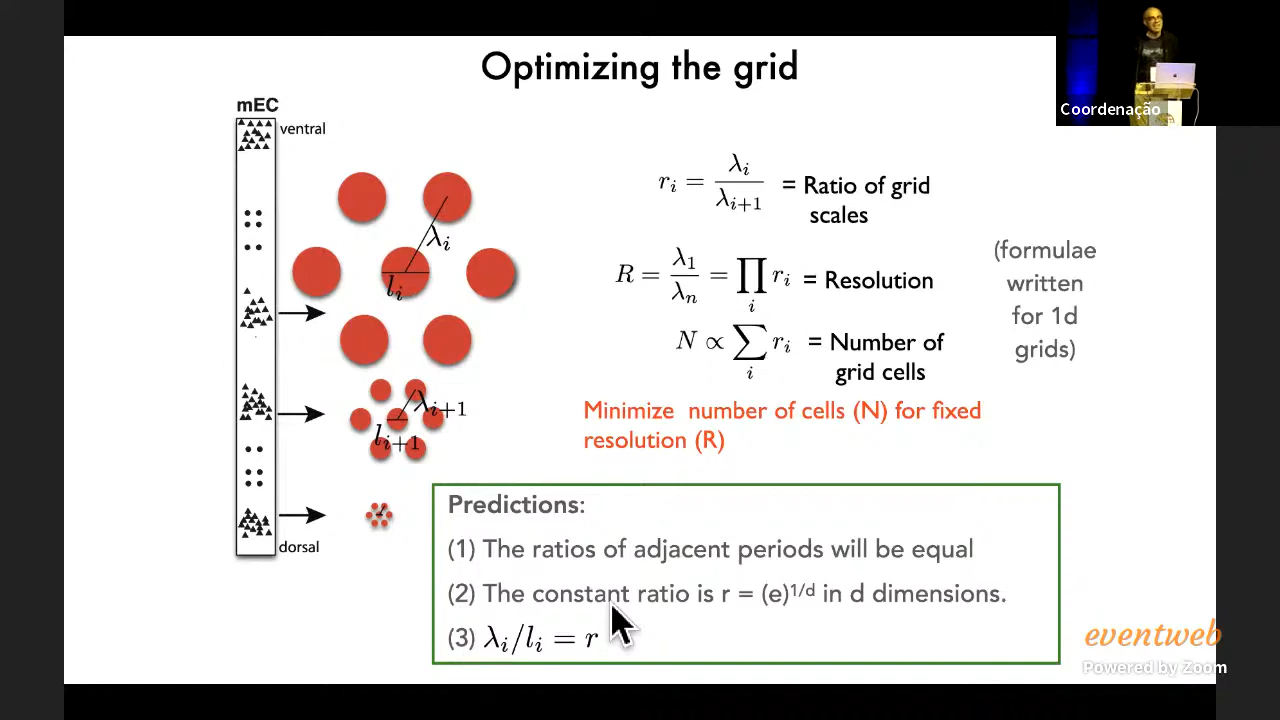 Optimizing the grid
Coordenação
mEC
ventral
λᵢ
lᵢ
λᵢ₊₁
lᵢ₊₁
dorsal
rᵢ = λᵢ / λᵢ₊₁ = Ratio of grid
scales
R = λ₁ / λₙ = ∏ᵢ rᵢ = Resolution
N ∝ ∑ᵢ rᵢ = Number of
grid cells
(formulae
written
for 1d
grids)
Minimize number of cells (N) for fixed
resolution (R)
Predictions:
(1) The ratios of adjacent periods will be equal
(2) The constant ratio is r = (e)^1/d in d dimensions.
(3) λᵢ/lᵢ = r
eventweb
Powered by Zoom